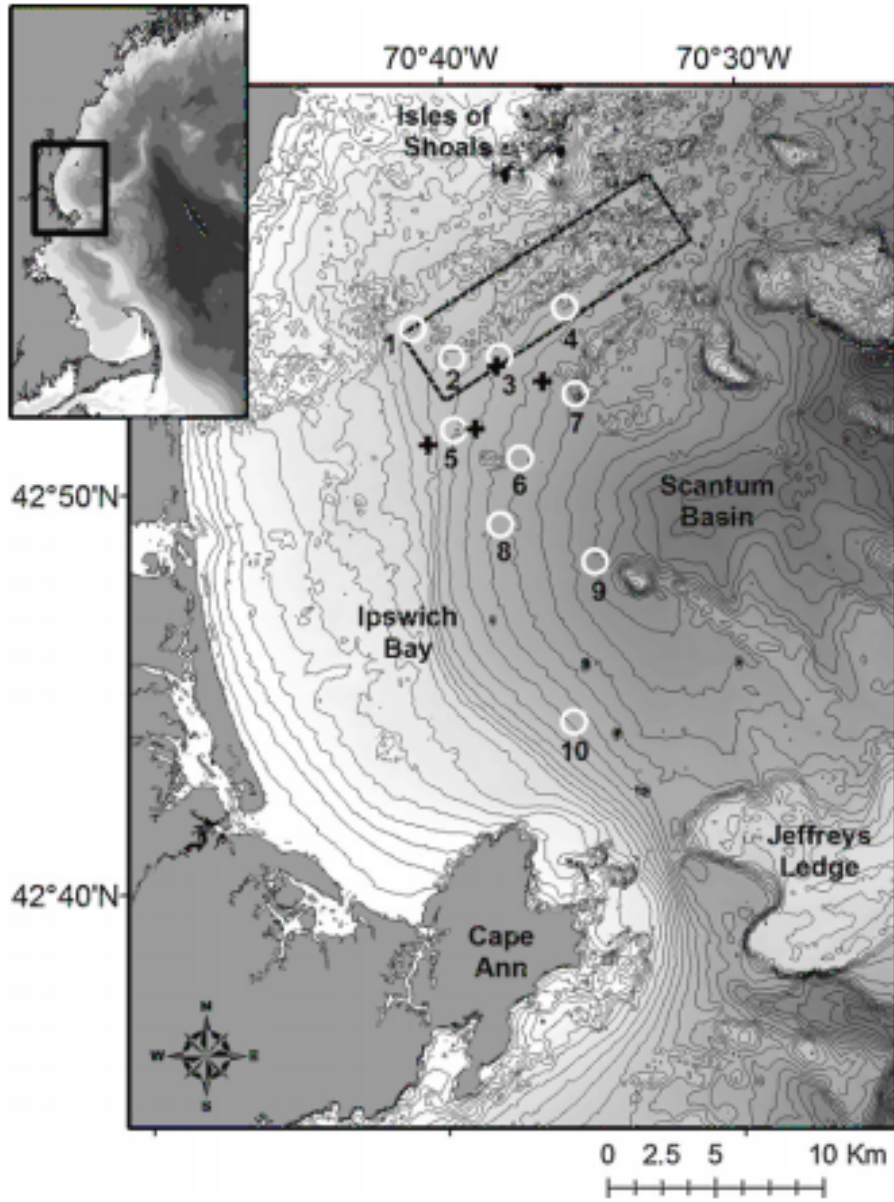 70°40'W 70°30'W
Isles of
Shoals
1
2
3
4
5
6
7
8
9
10
42°50'N
Scantum
Basin
Ipswich
Bay
Jeffreys
Ledge
42°40'N
Cape
Ann
N
W E
S
0 2.5 5 10 Km